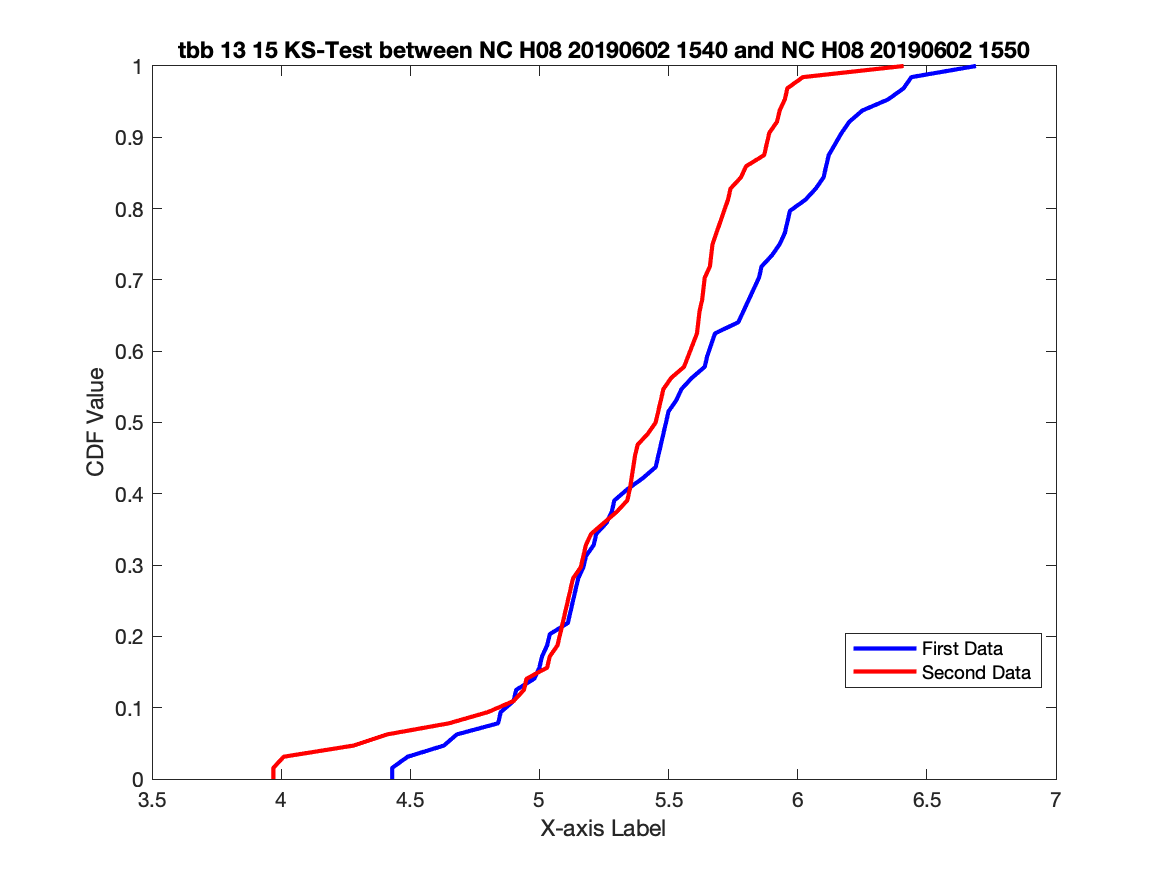 tbb 13 15 KS-Test between NC H08 20190602 1540 and NC H08 20190602 1550
1
0.9
0.8
0.7
0.6
0.5
0.4
0.3
0.2
0.1
0
CDF Value
First Data
Second Data
3.5 4 4.5 5 5.5 6 6.5 7
X-axis Label